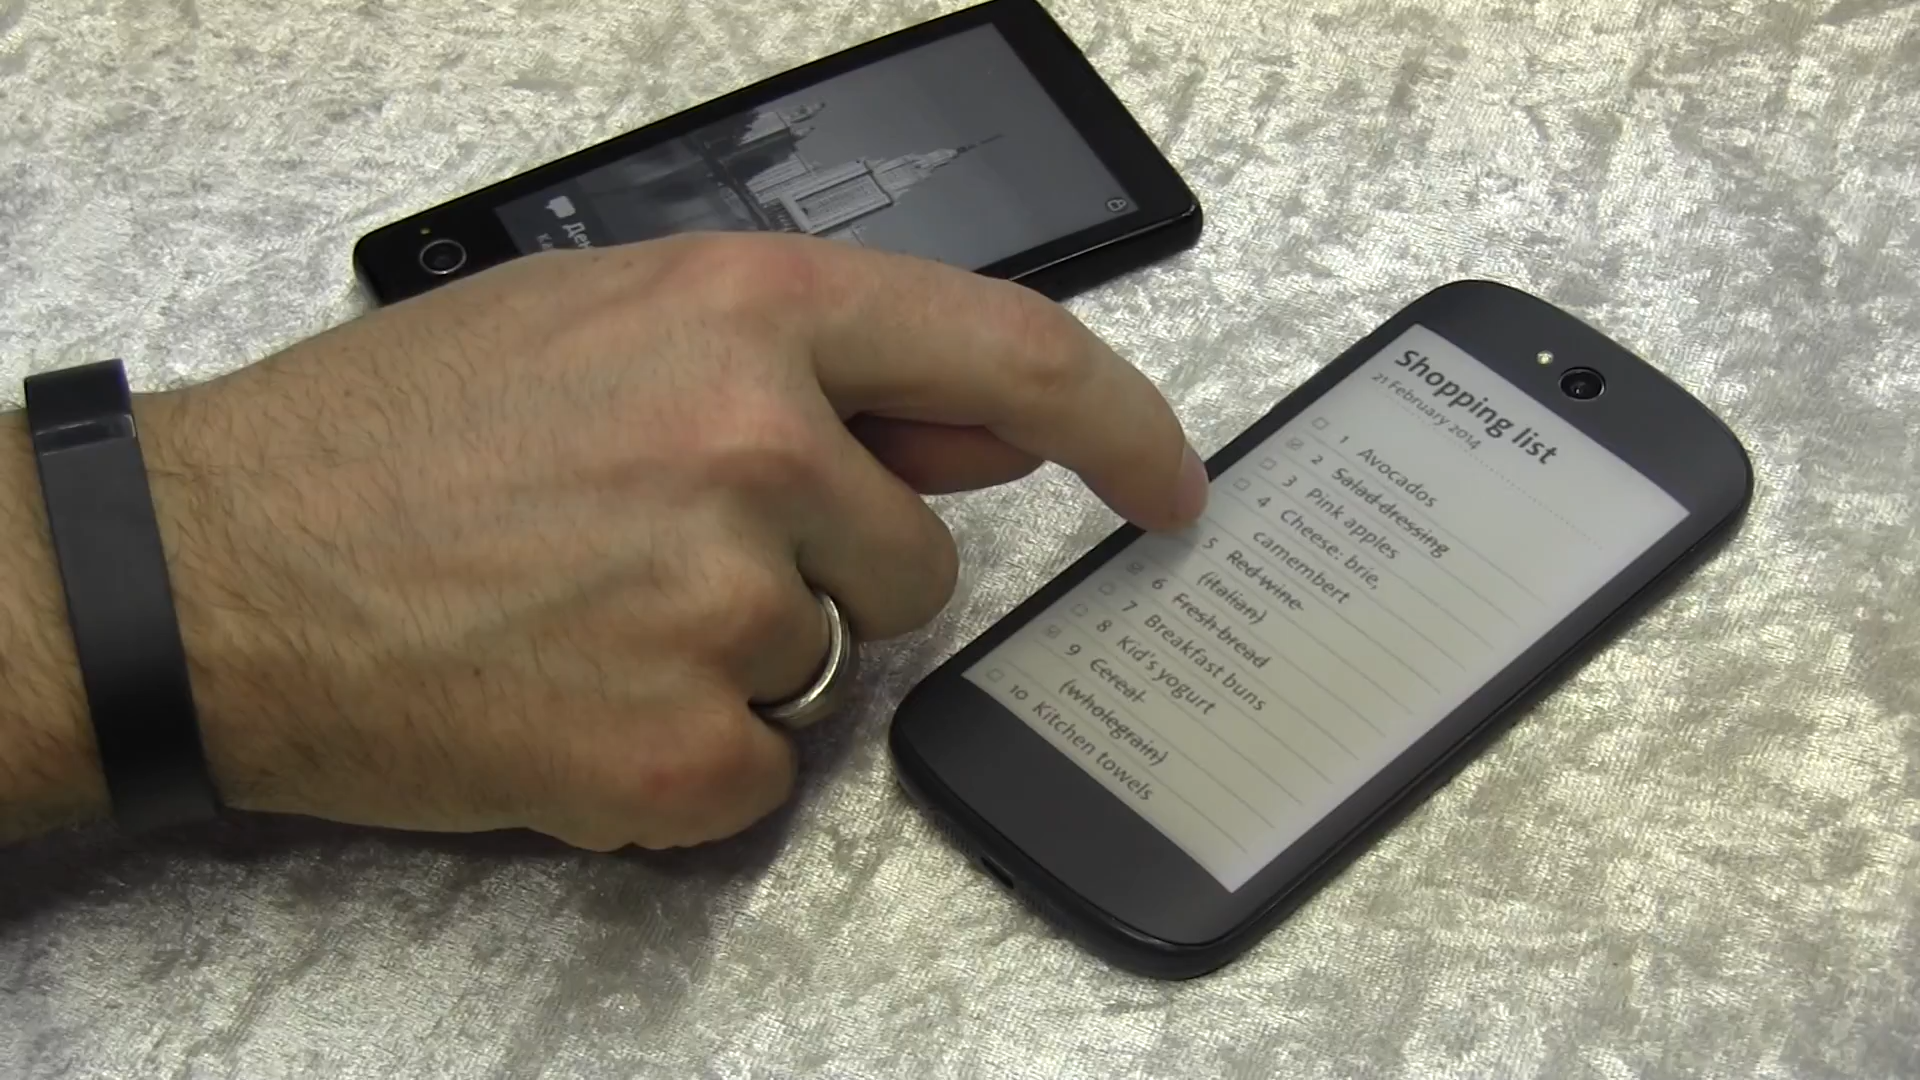 Shopping list
21 February 2014
1 Avocados
2 Salad dressing
3 Pink apples
4 Cheese: brie,
camembert
5 Red wine
(italian)
6 Fresh bread
7 Breakfast buns
8 Kid's yogurt
9 Cereal
(wholegrain)
10 Kitchen towels